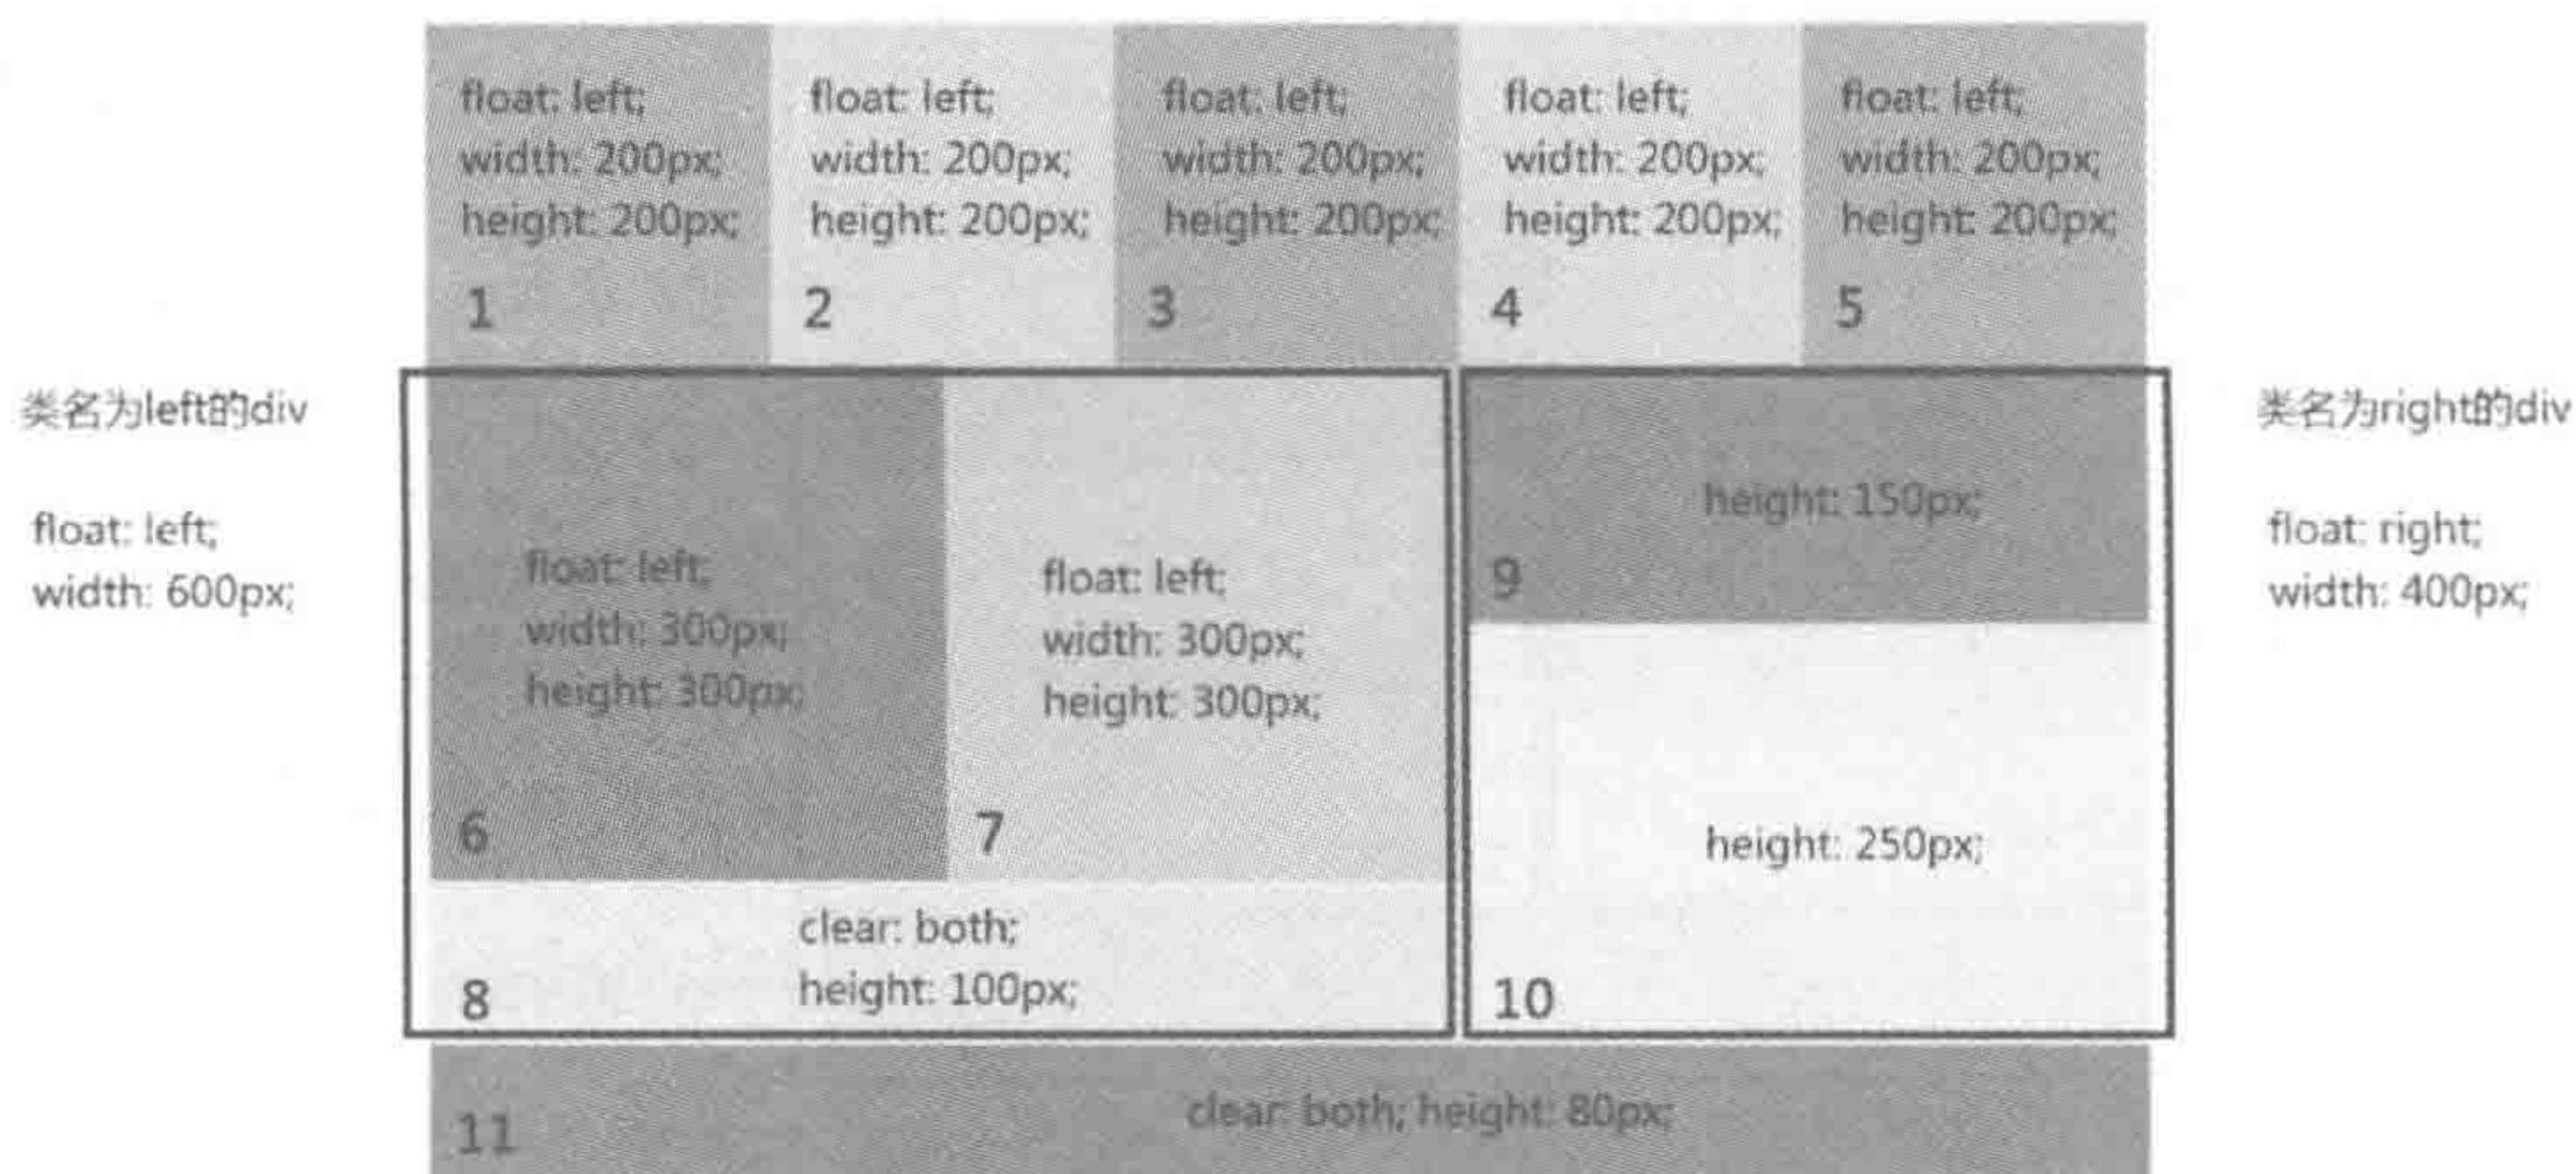 float: left;
width: 200px;
height: 200px;
1
float: left;
width: 200px;
height: 200px;
2
float: left;
width: 200px;
height: 200px;
3
float: left;
width: 200px;
height: 200px;
4
float: left;
width: 200px;
height: 200px;
5
类名为left的div
float: left;
width: 600px;
float: left;
width: 300px;
height: 300px;
6
float: left;
width: 300px;
height: 300px;
7
clear: both;
height: 100px;
8
height: 150px;
9
height: 250px;
10
类名为right的div
float: right;
width: 400px;
clear: both; height: 80px;
11